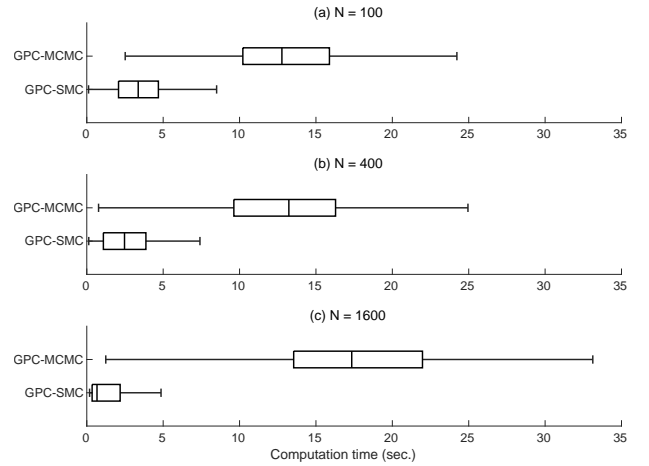 (a) N = 100
GPC-MCMC
GPC-SMC
0 5 10 15 20 25 30 35
(b) N = 400
GPC-MCMC
GPC-SMC
0 5 10 15 20 25 30 35
(c) N = 1600
GPC-MCMC
GPC-SMC
0 5 10 15 20 25 30 35
Computation time (sec.)